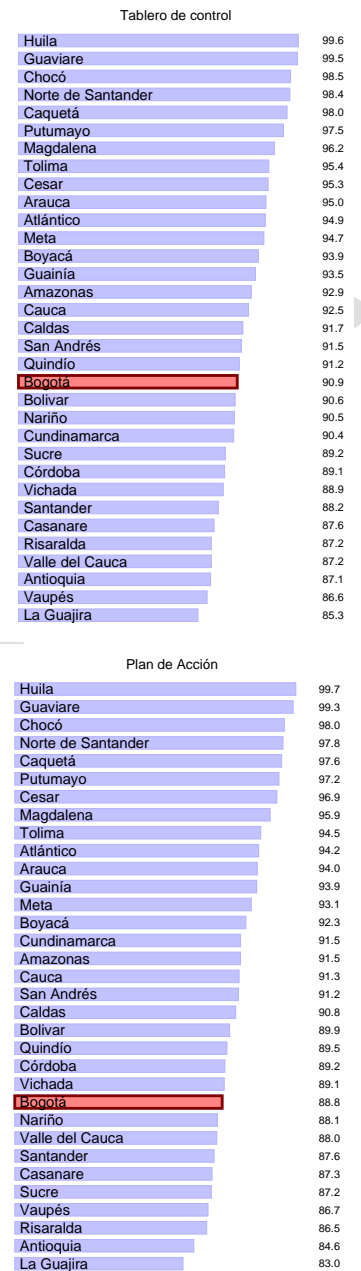 Tablero de control
Huila 99.6
Guaviare 99.5
Chocó 98.5
Norte de Santander 98.4
Caquetá 98.0
Putumayo 97.5
Magdalena 96.2
Tolima 95.4
Cesar 95.3
Arauca 95.0
Atlántico 94.9
Meta 94.7
Boyacá 93.9
Guainía 93.5
Amazonas 92.9
Cauca 92.5
Caldas 91.7
San Andrés 91.5
Quindío 91.2
Bogotá 90.9
Bolivar 90.6
Nariño 90.5
Cundinamarca 90.4
Sucre 89.2
Córdoba 89.1
Vichada 88.9
Santander 88.2
Casanare 87.6
Risaralda 87.2
Valle del Cauca 87.2
Antioquia 87.1
Vaupés 86.6
La Guajira 85.3
Plan de Acción
Huila 99.7
Guaviare 99.3
Chocó 98.0
Norte de Santander 97.8
Caquetá 97.6
Putumayo 97.2
Cesar 96.9
Magdalena 95.9
Tolima 94.5
Atlántico 94.2
Arauca 94.0
Guainía 93.9
Meta 93.1
Boyacá 92.3
Cundinamarca 91.5
Amazonas 91.5
Cauca 91.3
San Andrés 91.2
Caldas 90.8
Bolivar 89.9
Quindío 89.5
Córdoba 89.2
Vichada 89.1
Bogotá 88.8
Nariño 88.1
Valle del Cauca 88.0
Santander 87.6
Casanare 87.3
Sucre 87.2
Vaupés 86.7
Risaralda 86.5
Antioquia 84.6
La Guajira 83.0